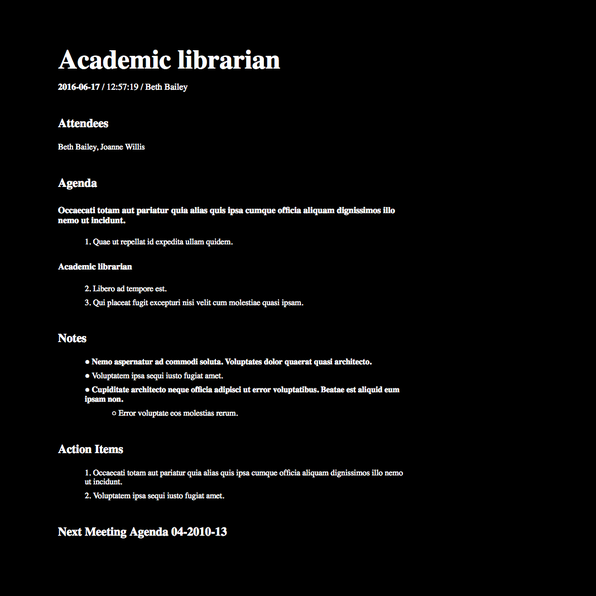 Academic librarian
2016-06-17 / 12:57:19 / Beth Bailey
Attendees
Beth Bailey, Joanne Willis
Agenda
Occaecati totam aut pariatur quia alias quis ipsa cumque officia aliquam dignissimos illo
nemo ut incidunt.
1. Quae ut repellat id expedita ullam quidem.
Academic librarian
2. Libero ad tempore est.
3. Qui placeat fugit excepturi nisi velit cum molestiae quasi ipsam.
Notes
● Nemo aspernatur ad commodi soluta. Voluptates dolor quaerat quasi architecto.
● Voluptatem ipsa sequi iusto fugiat amet.
● Cupiditate architecto neque officia adipisci ut error voluptatibus. Beatae est aliquid eum
ipsam non.
○ Error voluptate eos molestias rerum.
Action Items
1. Occaecati totam aut pariatur quia alias quis ipsa cumque officia aliquam dignissimos illo nemo
ut incidunt.
2. Voluptatem ipsa sequi iusto fugiat amet.
Next Meeting Agenda 04-2010-13